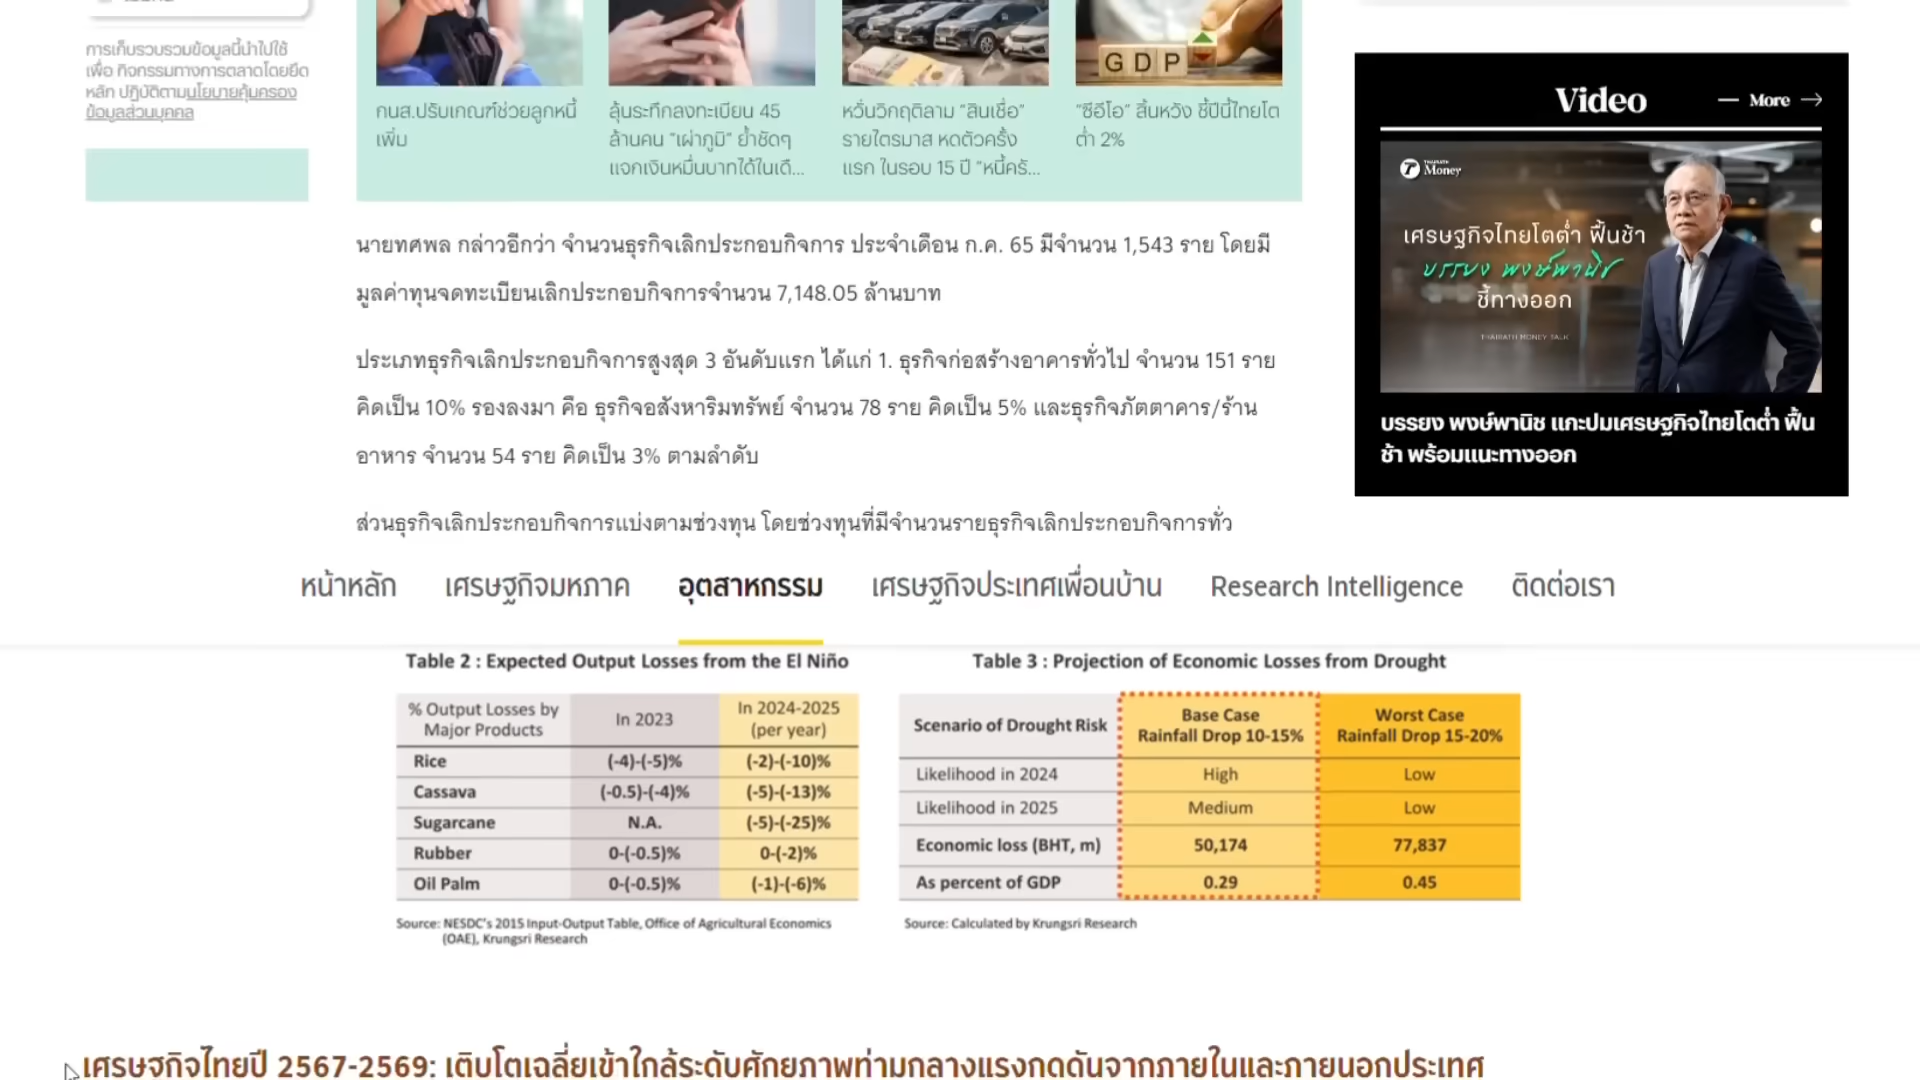 การเก็บรวบรวมข้อมูลนี้นำไปใช้
เพื่อ กิจกรรมทางการตลาดโดยยึด
หลัก ปฏิบัติตามนโยบายคุ้มครอง
ข้อมูลส่วนบุคคล
GDP
กนส.ปรับเกณฑ์ช่วยลูกหนี้
เพิ่ม
ลุ้นระทึกลงทะเบียน 45
ล้านคน “เผ่าภูมิ” ย้ำชัดๆ
แจกเงินหมื่นบาทได้ในเดื...
หวั่นวิกฤติลาม “สินเชื่อ”
รายไตรมาส หดตัวครั้ง
แรก ในรอบ 15 ปี “หนี้ครั...
“ซีอีโอ” สิ้นหวัง ชี้ปีนี้ไทยโต
ต่ำ 2%
นายทศพล กล่าวอีกว่า จำนวนธุรกิจเลิกประกอบกิจการ ประจำเดือน ก.ค. 65 มีจำนวน 1,543 ราย โดยมี
มูลค่าทุนจดทะเบียนเลิกประกอบกิจการจำนวน 7,148.05 ล้านบาท
ประเภทธุรกิจเลิกประกอบกิจการสูงสุด 3 อันดับแรก ได้แก่ 1. ธุรกิจก่อสร้างอาคารทั่วไป จำนวน 151 ราย
คิดเป็น 10% รองลงมา คือ ธุรกิจอสังหาริมทรัพย์ จำนวน 78 ราย คิดเป็น 5% และธุรกิจภัตตาคาร/ร้าน
อาหาร จำนวน 54 ราย คิดเป็น 3% ตามลำดับ
ส่วนธุรกิจเลิกประกอบกิจการแบ่งตามช่วงทุน โดยช่วงทุนที่มีจำนวนรายธุรกิจเลิกประกอบกิจการทั่ว
Video
More
THAIRATH
Money
เศรษฐกิจไทยโตต่ำ ฟื้นช้า
บรรยง พงษ์พานิช
ชี้ทางออก
THAIRATH MONEY TALK
บรรยง พงษ์พานิช แกะปมเศรษฐกิจไทยโตต่ำ ฟื้น
ช้า พร้อมแนะทางออก
หน้าหลัก เศรษฐกิจมหภาค อุตสาหกรรม เศรษฐกิจประเทศเพื่อนบ้าน Research Intelligence ติดต่อเรา
Table 2 : Expected Output Losses from the El Niño
% Output Losses by Major Products In 2023 In 2024-2025 (per year)
Rice (-4)-(-5)% (-2)-(-10)%
Cassava (-0.5)-(-4)% (-5)-(-13)%
Sugarcane N.A. (-5)-(-25)%
Rubber 0-(-0.5)% 0-(-2)%
Oil Palm 0-(-0.5)% (-1)-(-6)%
Source: NESDC's 2015 Input-Output Table, Office of Agricultural Economics
(OAE), Krungsri Research
Table 3 : Projection of Economic Losses from Drought
Scenario of Drought Risk Base Case Rainfall Drop 10-15% Worst Case Rainfall Drop 15-20%
Likelihood in 2024 High Low
Likelihood in 2025 Medium Low
Economic loss (BHT, m) 50,174 77,837
As percent of GDP 0.29 0.45
Source: Calculated by Krungsri Research
เศรษฐกิจไทยปี 2567-2569: เติบโตเฉลี่ยเข้าใกล้ระดับศักยภาพท่ามกลางแรงกดดันจากภายในและภายนอกประเทศ